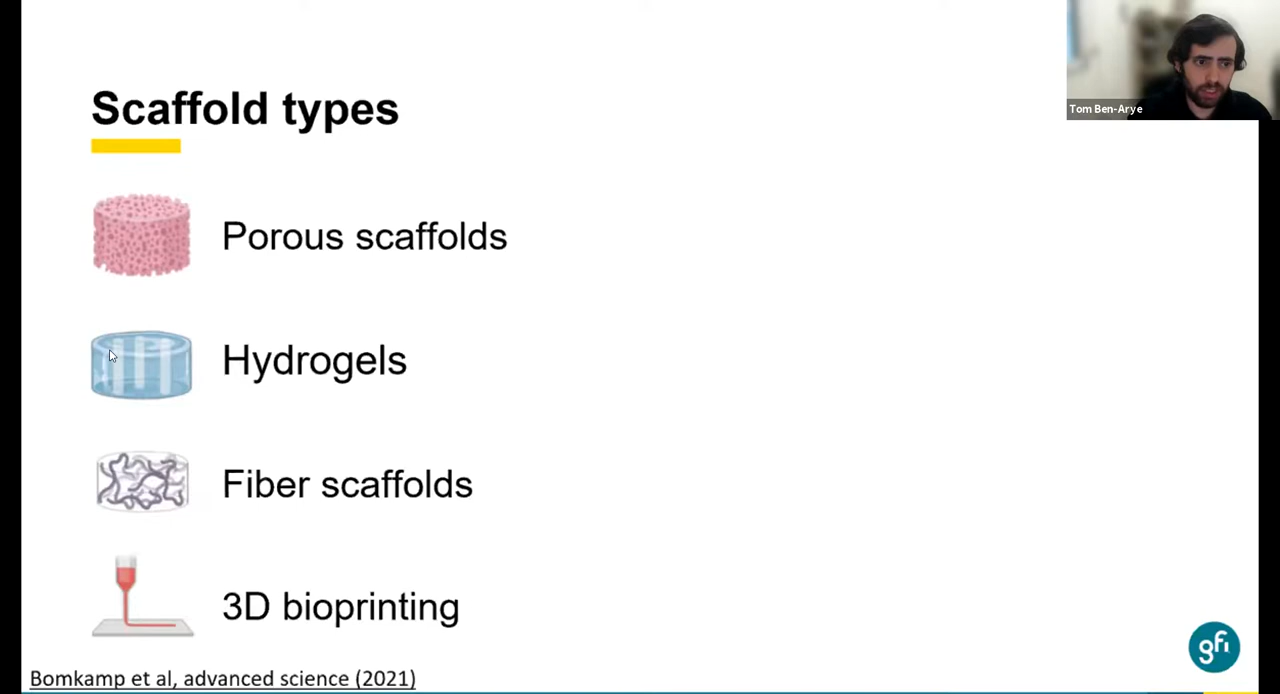 Scaffold types
Tom Ben-Arye
Porous scaffolds
Hydrogels
Fiber scaffolds
3D bioprinting
Bomkamp et al, advanced science (2021)
gfi